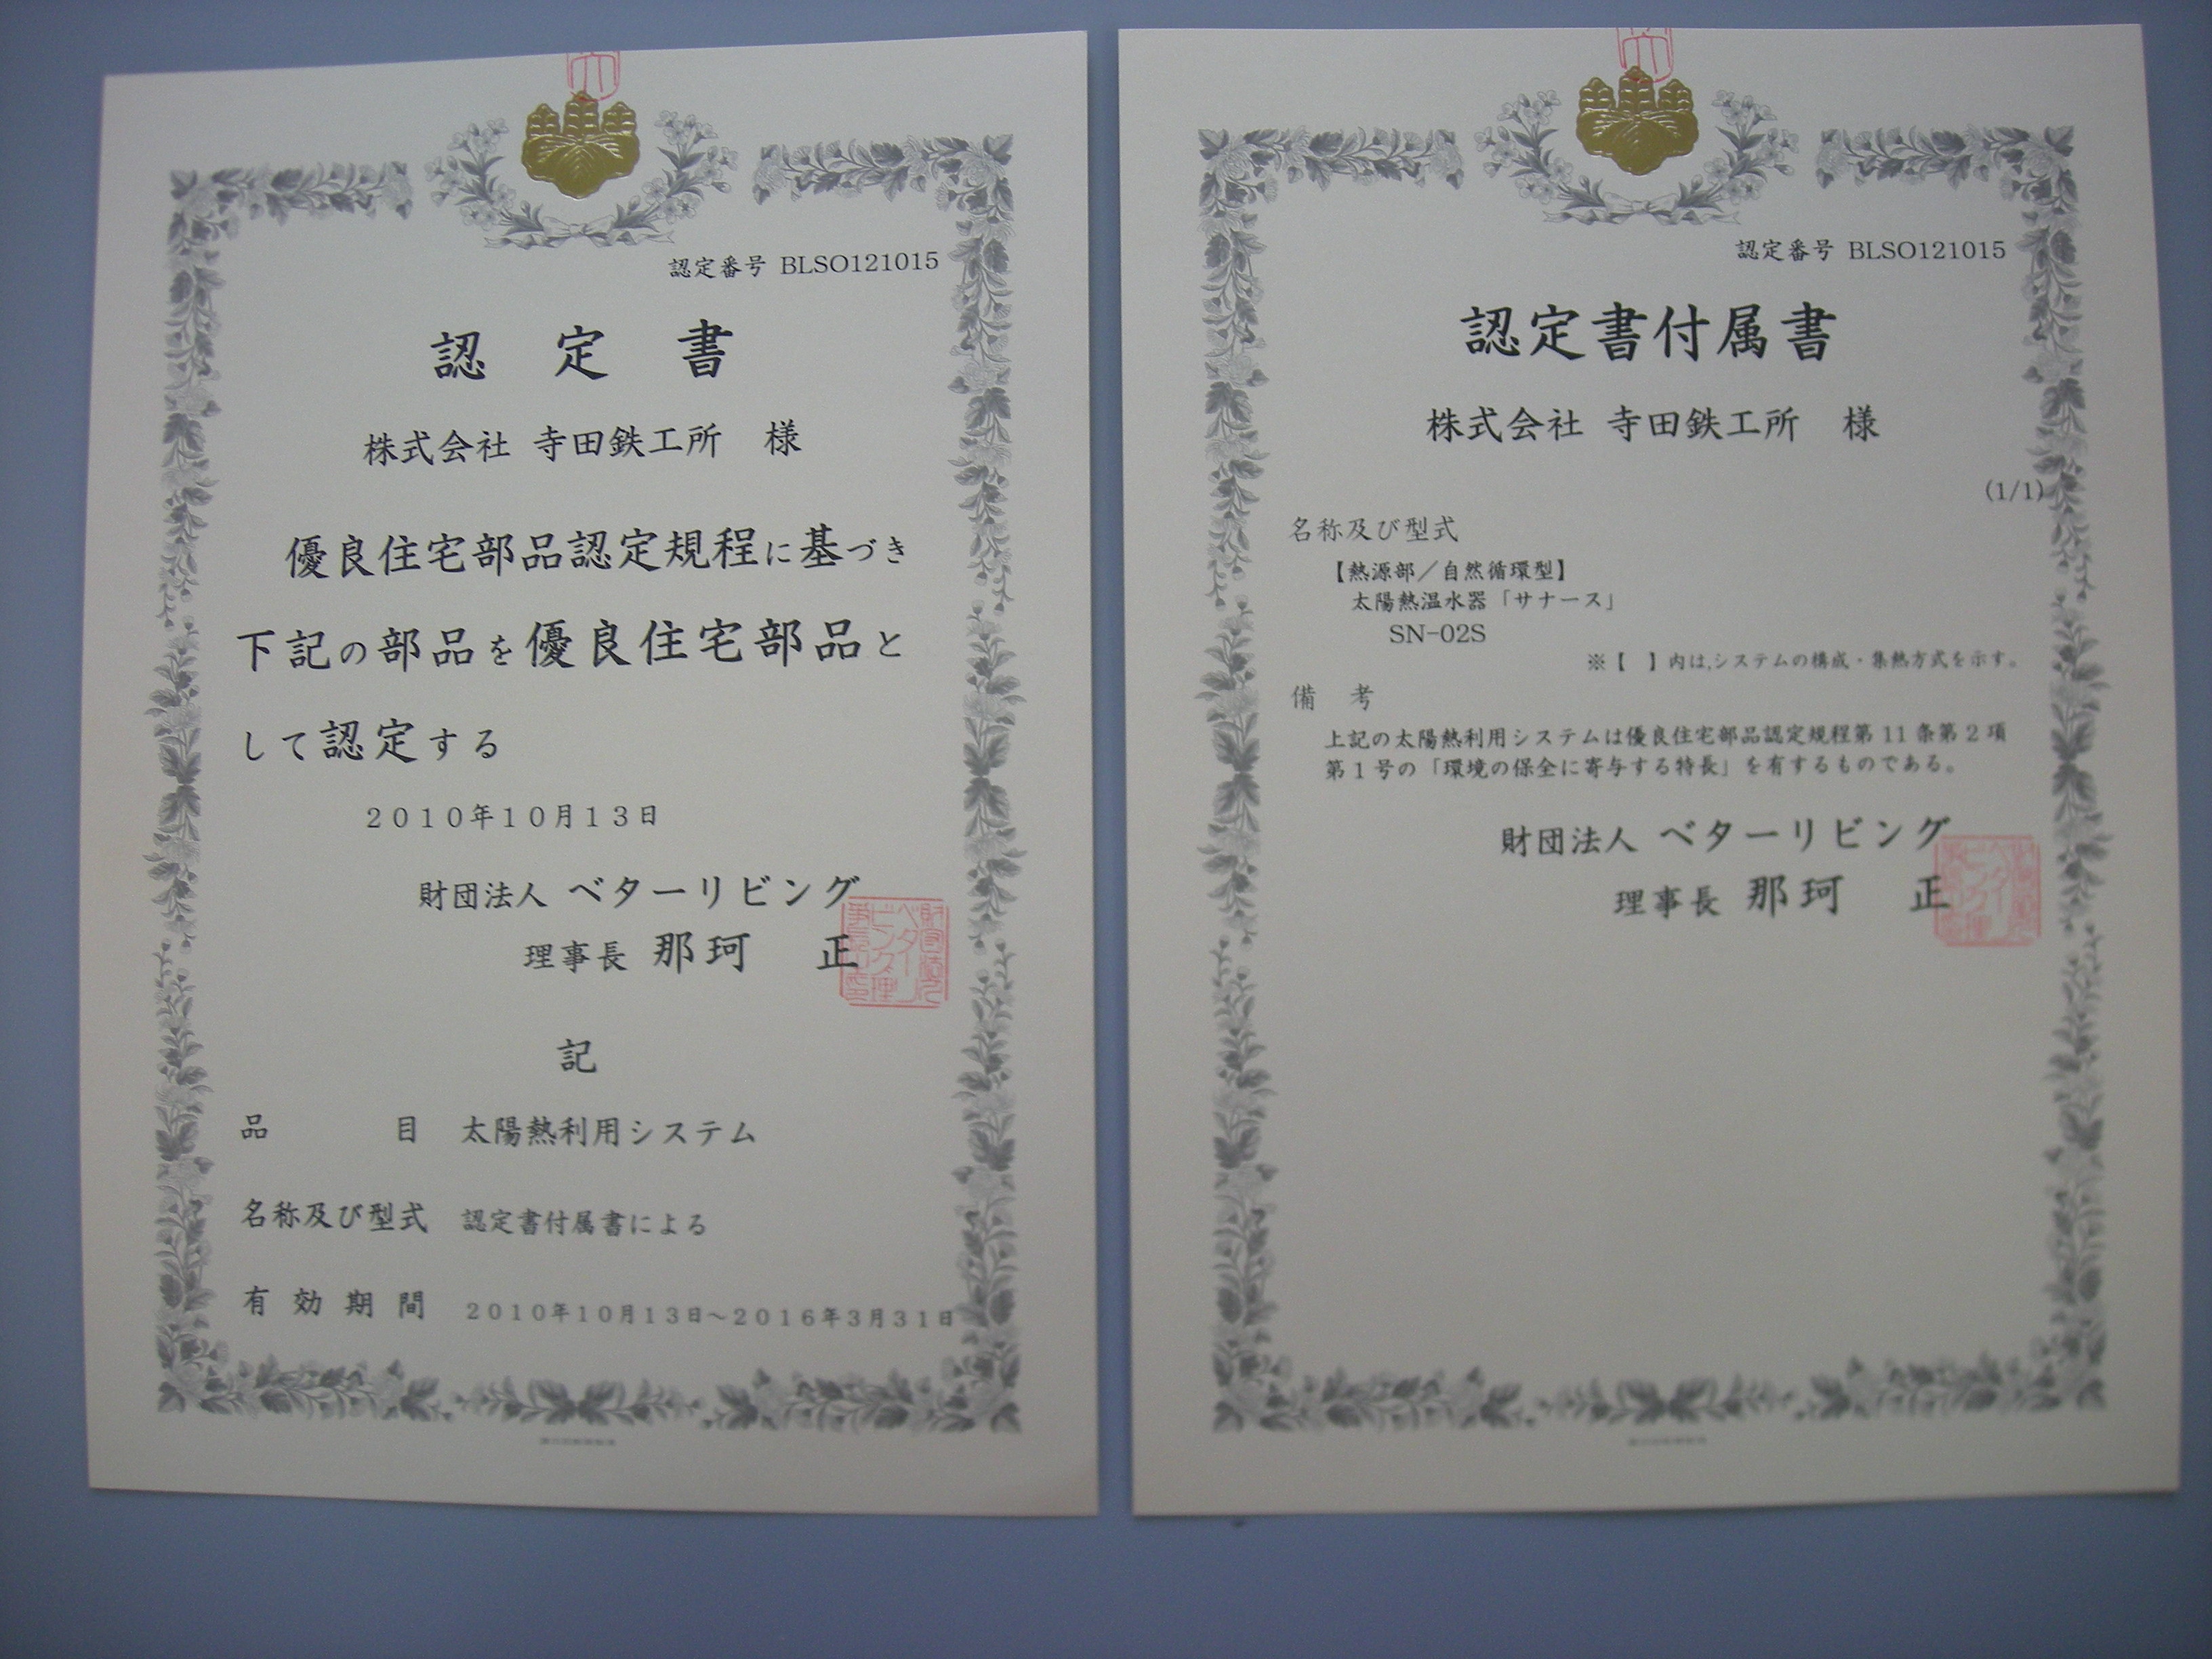 認定番号 BLSO121015
認 定 書
株式会社 寺田鉄工所 様
優良住宅部品認定規程に基づき
下記の部品を優良住宅部品と
して認定する
2010年10月13日
財団法人 ベターリビング
理事長 那珂 正
記
品 目 太陽熱利用システム
名称及び型式 認定書付属書による
有効期間 2010年10月13日～2016年3月31日
認定番号 BLSO121015
認定書付属書
株式会社 寺田鉄工所 様
(1/1)
名称及び型式
【熱源部／自然循環型】
太陽熱温水器「サナース」
SN-02S
※【 】内は,システムの構成・集熱方式を示す。
備 考
上記の太陽熱利用システムは優良住宅部品認定規程第11条第2項
第1号の「環境の保全に寄与する特長」を有するものである。
財団法人 ベターリビング
理事長 那珂 正